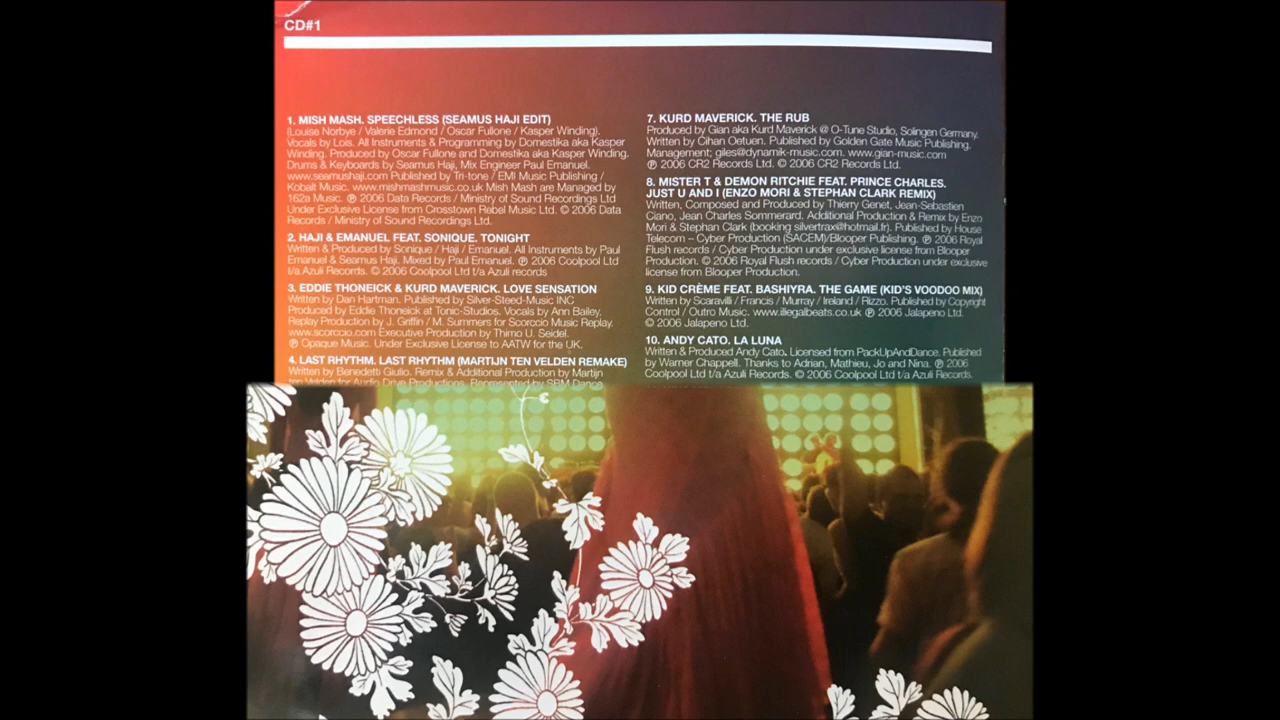 CD#1
1. MISH MASH. SPEECHLESS (SEAMUS HAJI EDIT)
(Louise Norbye / Valerie Edmond / Oscar Fullone / Kasper Winding).
Vocals by Lois. All Instruments & Programming by Domestika aka Kasper
Winding. Produced by Oscar Fullone and Domestika aka Kasper Winding.
Drums & Keyboards by Seamus Haji, Mix Engineer Paul Emanuel.
www.seamushaji.com Published by Tri-tone / EMI Music Publishing /
Kobalt Music. www.mishmashmusic.co.uk Mish Mash are Managed by
162a Music. ℗ 2006 Data Records / Ministry of Sound Recordings Ltd
Under Exclusive License from Crosstown Rebel Music Ltd. © 2006 Data
Records / Ministry of Sound Recordings Ltd.
2. HAJI & EMANUEL FEAT. SONIQUE. TONIGHT
Written & Produced by Sonique / Haji / Emanuel. All Instruments by Paul
Emanuel & Seamus Haji. Mixed by Paul Emanuel. ℗ 2006 Coolpool Ltd
t/a Azuli Records. © 2006 Coolpool Ltd t/a Azuli records
3. EDDIE THONEICK & KURD MAVERICK. LOVE SENSATION
Written by Dan Hartman. Published by Silver-Steed-Music INC
Produced by Eddie Thoneick at Tonic-Studios. Vocals by Ann Bailey.
Replay Production by J. Griffin / M. Summers for Scorccio Music Replay.
www.scorccio.com Executive Production by Thimo U. Seidel.
℗ Opaque Music. Under Exclusive License to AATW for the UK.
4. LAST RHYTHM. LAST RHYTHM (MARTIJN TEN VELDEN REMAKE)
Written by Benedetti Giulio. Remix & Additional Production by Martijn
ten Velden for Audio Drive Productions. Represented by SRM Dance
7. KURD MAVERICK. THE RUB
Produced by Gian aka Kurd Maverick @ O-Tune Studio, Solingen Germany.
Written by Cihan Oetuen. Published by Golden Gate Music Publishing.
Management; giles@dynamik-music.com. www.gian-music.com
℗ 2006 CR2 Records Ltd. © 2006 CR2 Records Ltd.
8. MISTER T & DEMON RITCHIE FEAT. PRINCE CHARLES.
JUST U AND I (ENZO MORI & STEPHAN CLARK REMIX)
Written, Composed and Produced by Thierry Genet, Jean-Sebastien
Ciano, Jean Charles Sommerard. Additional Production & Remix by Enzo
Mori & Stephan Clark (booking silvertrax@hotmail.fr). Published by House
Telecom – Cyber Production (SACEM)/Blooper Publishing. ℗ 2006 Royal
Flush records / Cyber Production under exclusive license from Blooper
Production. © 2006 Royal Flush records / Cyber Production under exclusive
license from Blooper Production.
9. KID CRÈME FEAT. BASHIYRA. THE GAME (KID'S VOODOO MIX)
Written by Scaravilli / Francis / Murray / Ireland / Rizzo. Published by Copyright
Control / Outro Music. www.illegalbeats.co.uk ℗ 2006 Jalapeno Ltd.
© 2006 Jalapeno Ltd.
10. ANDY CATO. LA LUNA
Written & Produced Andy Cato. Licensed from PackUpAndDance. Published
by Warner Chappell. Thanks to Adrian, Mathieu, Jo and Nina. ℗ 2006
Coolpool Ltd t/a Azuli Records. © 2006 Coolpool Ltd t/a Azuli Records.